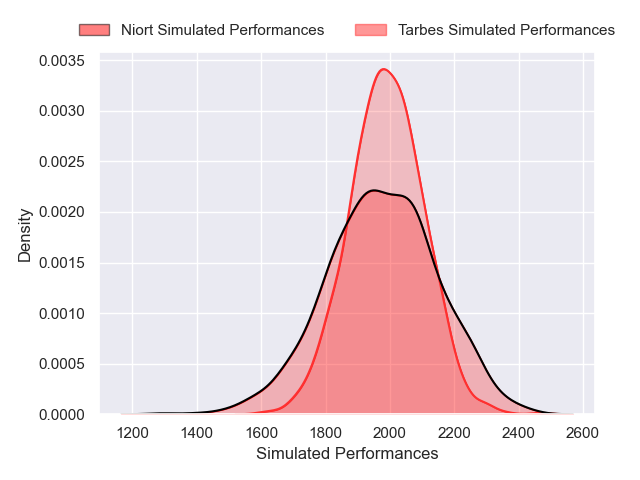 Niort Simulated Performances Tarbes Simulated Performances
0.0035
0.0030
0.0025
0.0020
0.0015
0.0010
0.0005
0.0000
Density
1200 1400 1600 1800 2000 2200 2400 2600
Simulated Performances